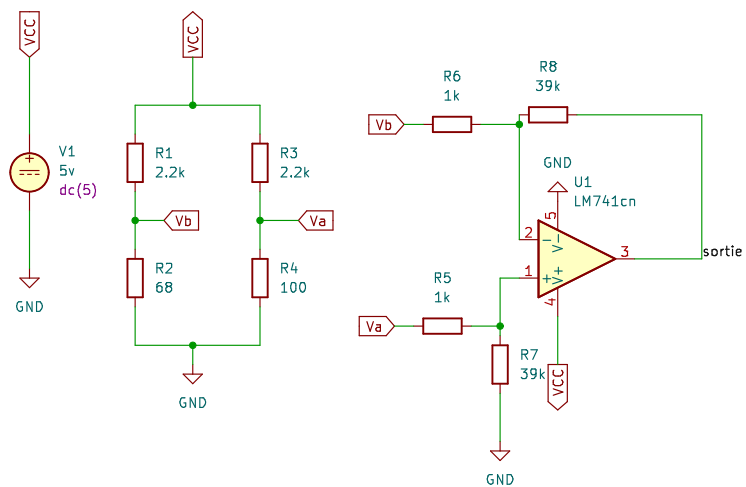 VCC
V1
5v
dc(5)
GND
VCC
R1
2.2k
R3
2.2k
Vb
Va
R2
68
R4
100
GND
R6
1k
R8
39k
Vb
GND
U1
LM741cn
5
2
V-
3
sortie
1
V+
4
R5
1k
Va
R7
39k
VCC
GND